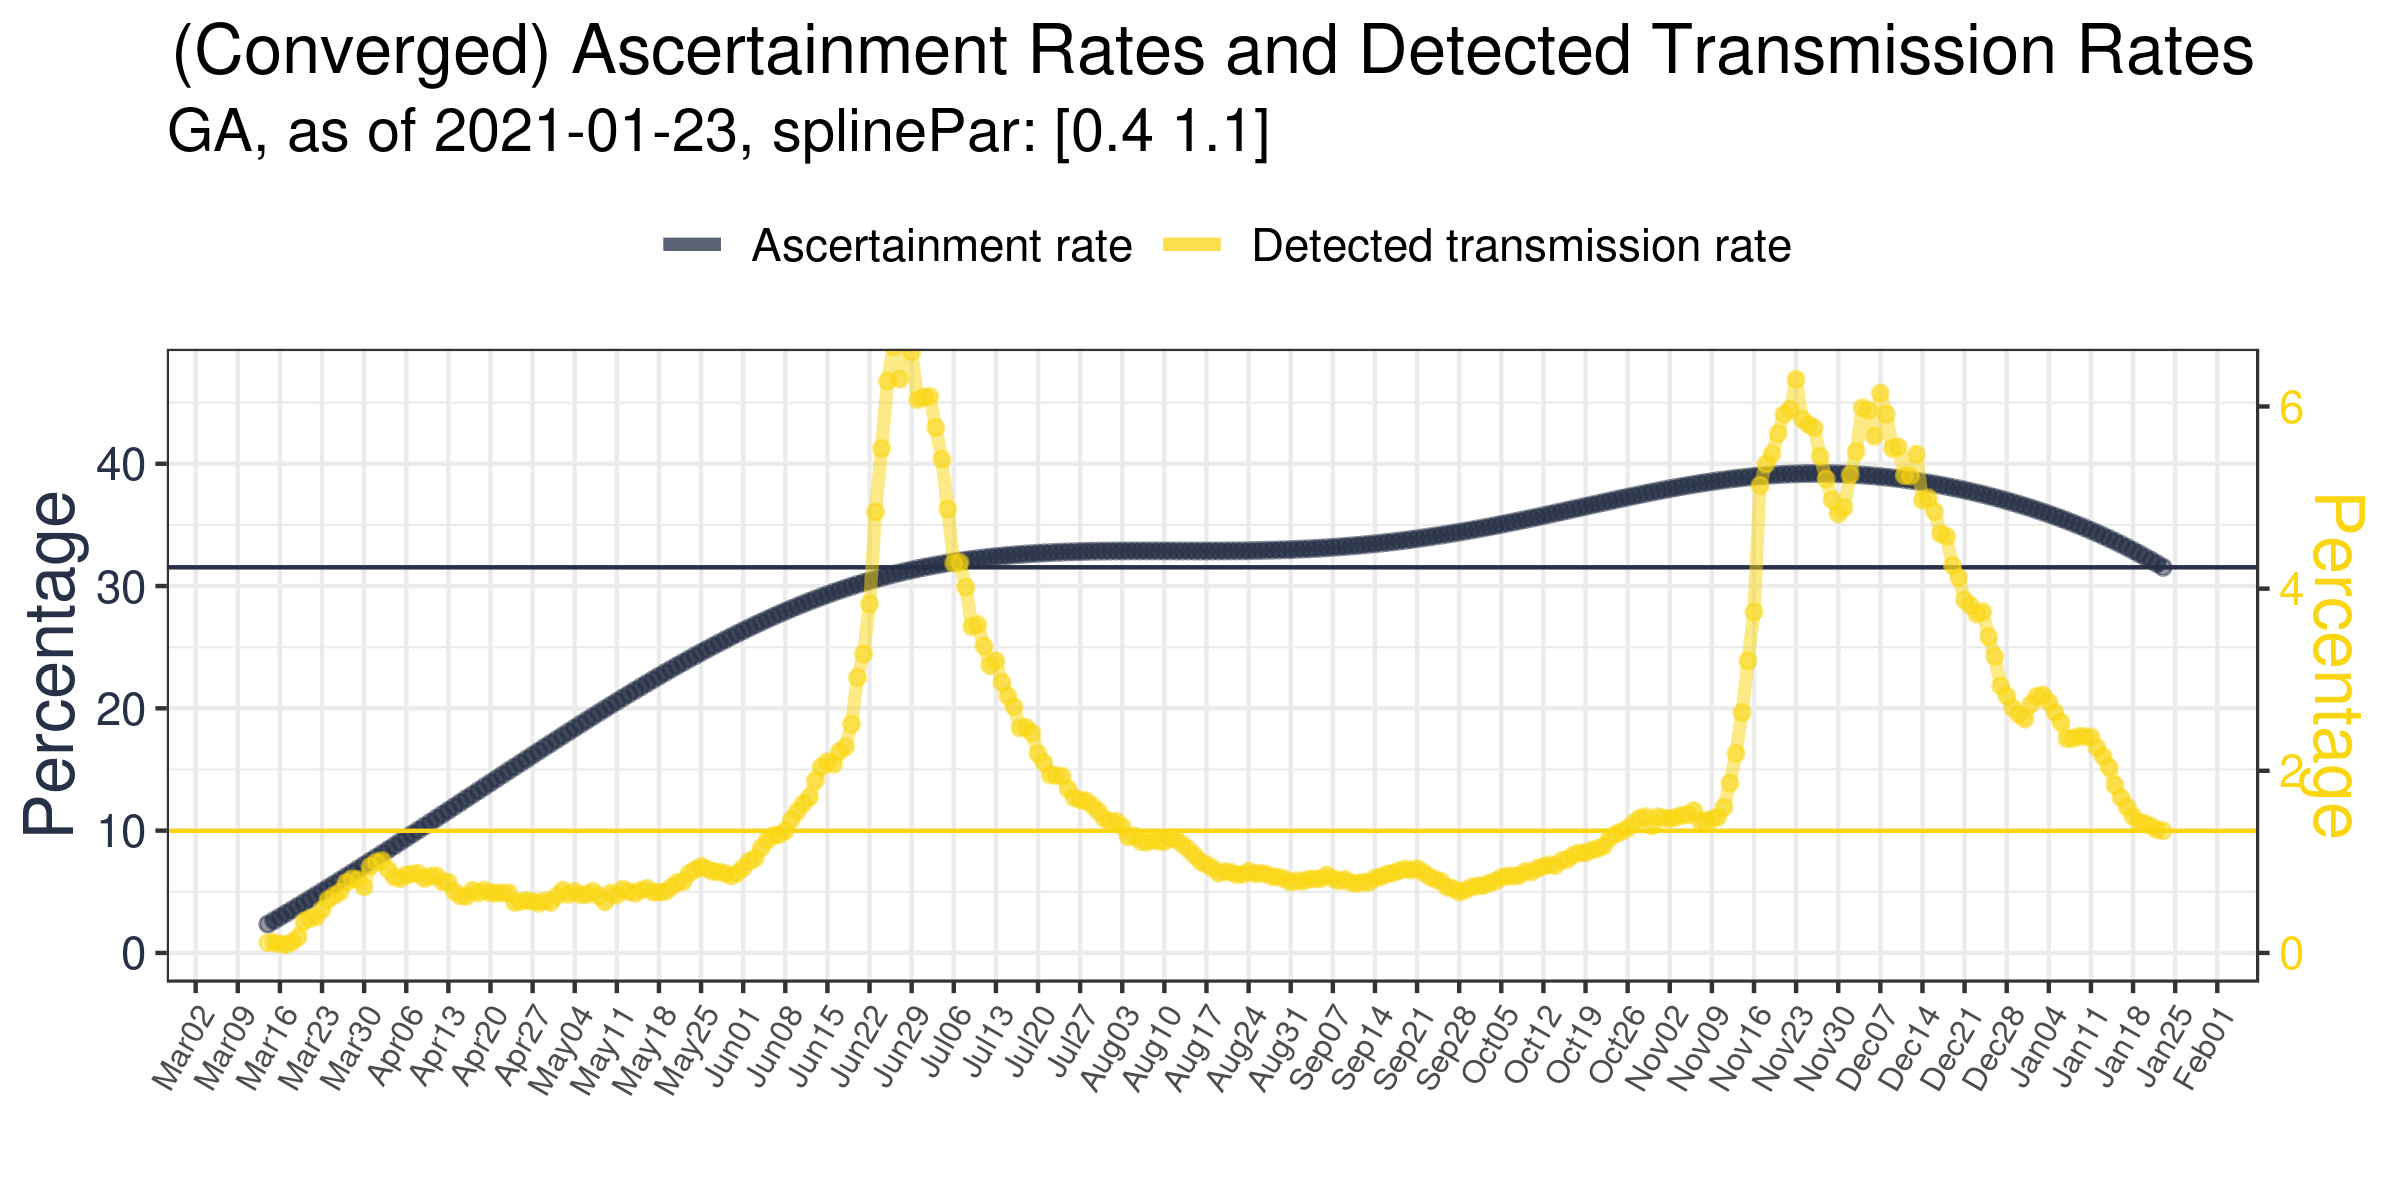 (Converged) Ascertainment Rates and Detected Transmission Rates
GA, as of 2021-01-23, splinePar: [0.4 1.1]
Ascertainment rate
Detected transmission rate
Percentage
40
30
20
10
0
6
4
2
0
Percentage
Mar02
Mar09
Mar16
Mar23
Mar30
Apr06
Apr13
Apr20
Apr27
May04
May11
May18
May25
Jun01
Jun08
Jun15
Jun22
Jun29
Jul06
Jul13
Jul20
Jul27
Aug03
Aug10
Aug17
Aug24
Aug31
Sep07
Sep14
Sep21
Sep28
Oct05
Oct12
Oct19
Oct26
Nov02
Nov09
Nov16
Nov23
Nov30
Dec07
Dec14
Dec21
Dec28
Jan04
Jan11
Jan18
Jan25
Feb01